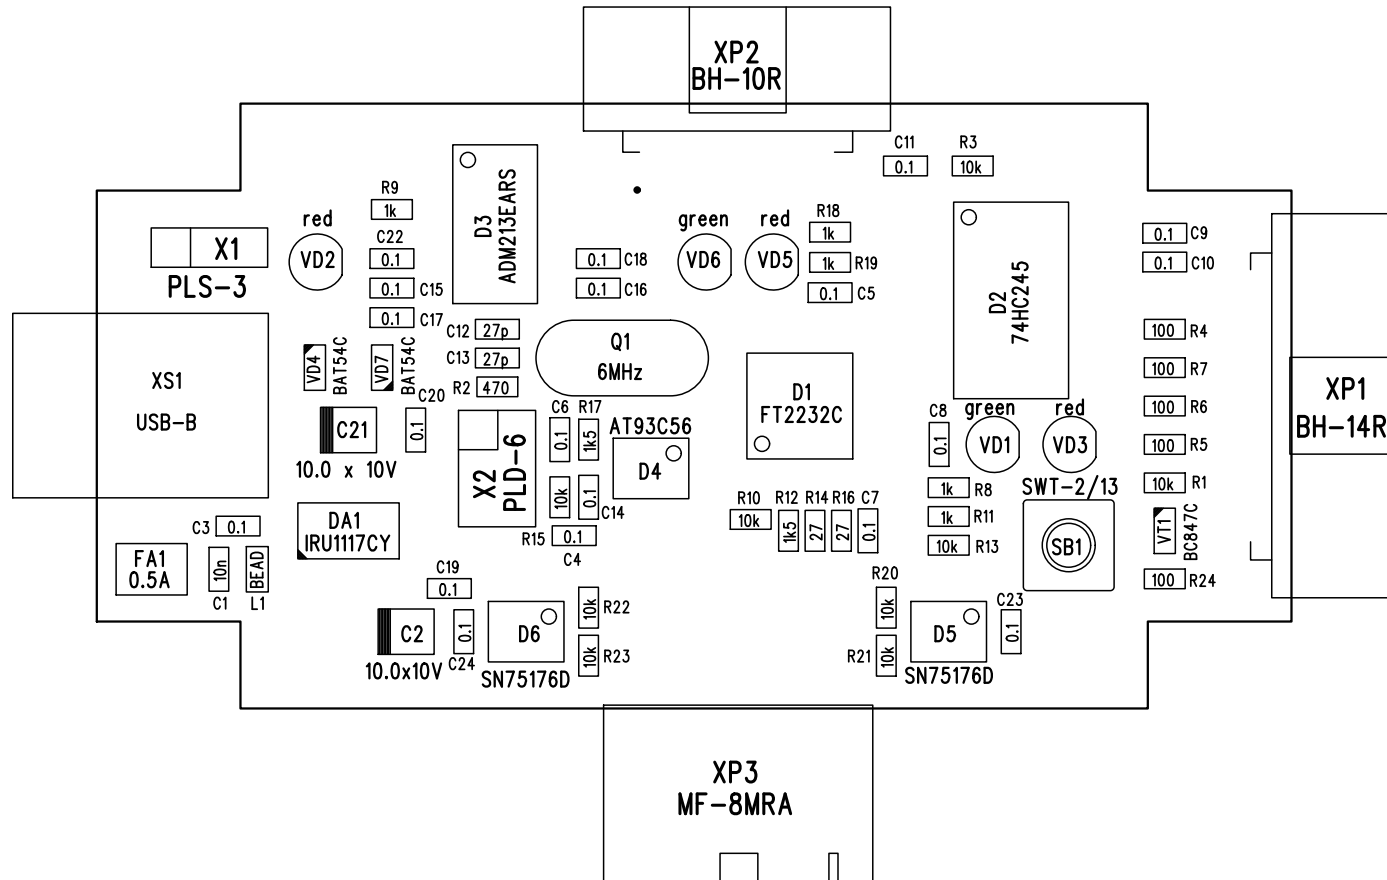 XP2
BH-10R
C11
R3
0.1
10k
R9
1k
D3
ADM213EARS
red
VD2
X1
PLS-3
C22
0.1
0.1 C15
0.1 C17
0.1 C18
0.1 C16
green
VD6
red
VD5
R18
1k
1k R19
0.1 C5
D2
74HC245
0.1 C9
0.1 C10
100 R4
100 R7
100 R6
100 R5
10k R1
XP1
BH-14R
XS1
USB-B
VD4
BAT54C
VD7
BAT54C
C12 27p
C13 27p
R2 470
Q1
6MHz
D1
FT2232C
C21
10.0 x 10V
C20
0.1
X2
PLD-6
C6
0.1
R17
1k5
AT93C56
D4
10k
R15
0.1
C14
0.1
C4
C8
0.1
green
VD1
red
VD3
1k R8
1k R11
10k R13
SWT-2/13
SB1
VT1
BC847C
100 R24
R10
10k
R12
1k5
R14
27
R16
27
C7
0.1
C3 0.1
FA1
0.5A
10n
C1
BEAD
L1
DA1
IRU1117CY
C19
0.1
C2
10.0x10V
0.1
C24
D6
SN75176D
10k R22
10k R23
R20
10k
R21 10k
D5
SN75176D
C23
0.1
XP3
MF-8MRA